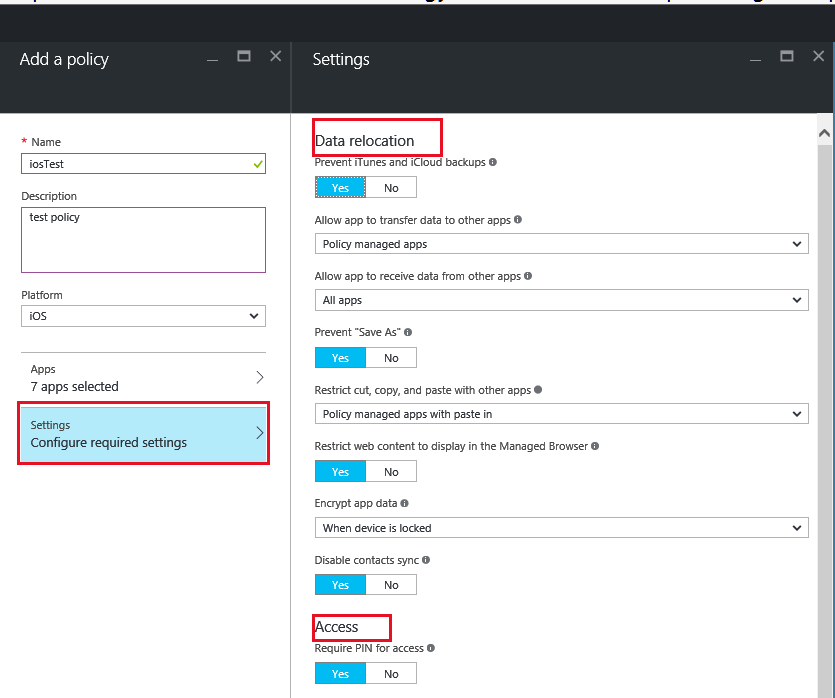 Add a policy
* Name
iosTest
Description
test policy
Platform
iOS
Apps
7 apps selected
Settings
Configure required settings
Settings
Data relocation
Prevent iTunes and iCloud backups
Yes No
Allow app to transfer data to other apps
Policy managed apps
Allow app to receive data from other apps
All apps
Prevent "Save As"
Yes No
Restrict cut, copy, and paste with other apps
Policy managed apps with paste in
Restrict web content to display in the Managed Browser
Yes No
Encrypt app data
When device is locked
Disable contacts sync
Yes No
Access
Require PIN for access
Yes No